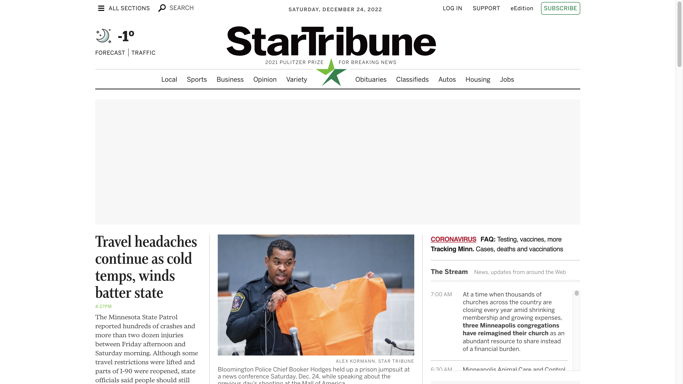 ALL SECTIONS
SEARCH
SATURDAY, DECEMBER 24, 2022
LOG IN
SUPPORT
eEdition
SUBSCRIBE
-1º
FORECAST
TRAFFIC
StarTribune
2021 PULITZER PRIZE
FOR BREAKING NEWS
Local
Sports
Business
Opinion
Variety
Obituaries
Classifieds
Autos
Housing
Jobs
Travel headaches
continue as cold
temps, winds
batter state
4:27PM
The Minnesota State Patrol
reported hundreds of crashes and
more than two dozen injuries
between Friday afternoon and
Saturday morning. Although some
travel restrictions were lifted and
parts of I-90 were reopened, state
officials said people should still
ALEX KORMANN, STAR TRIBUNE
Bloomington Police Chief Booker Hodges held up a prison jumpsuit at
a news conference Saturday, Dec. 24, while speaking about the
previous day's shooting at the Mall of America.
CORONAVIRUS FAQ: Testing, vaccines, more
Tracking Minn. Cases, deaths and vaccinations
The Stream
News, updates from around the Web
7:00 AM
At a time when thousands of
churches across the country are
closing every year amid shrinking
membership and growing expenses,
three Minneapolis congregations
have reimagined their church as an
abundant resource to share instead
of a financial burden.
6:30 AM
Minneapolis Animal Care and Control